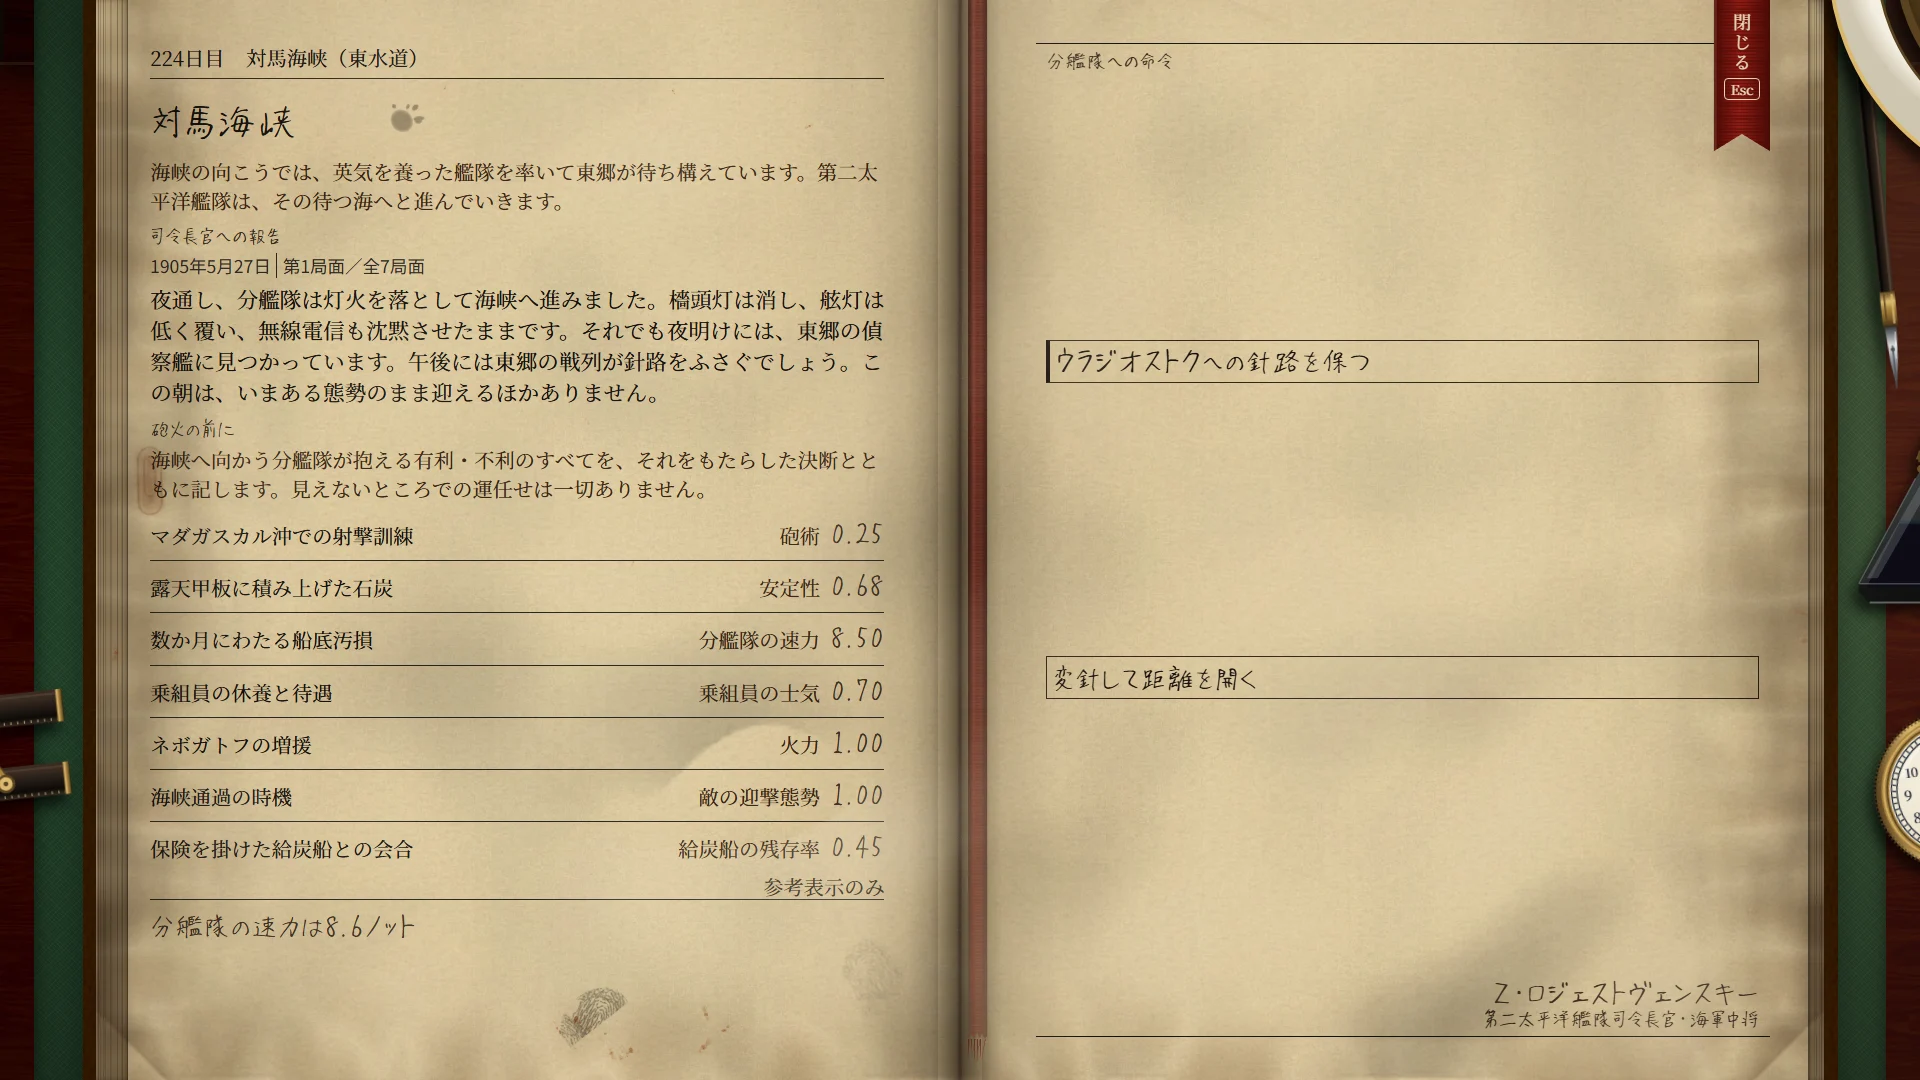 224日目　対馬海峡（東水道）
対馬海峡
海峡の向こうでは、英気を養った艦隊を率いて東郷が待ち構えています。第二太
平洋艦隊は、その待つ海へと進んでいきます。
司令長官への報告
1905年5月27日│第1局面／全7局面
夜通し、分艦隊は灯火を落として海峡へ進みました。檣頭灯は消し、舷灯は
低く覆い、無線電信も沈黙させたままです。それでも夜明けには、東郷の偵
察艦に見つかっています。午後には東郷の戦列が針路をふさぐでしょう。こ
の朝は、いまある態勢のまま迎えるほかありません。
砲火の前に
海峡へ向かう分艦隊が抱える有利・不利のすべてを、それをもたらした決断とと
もに記します。見えないところでの運任せは一切ありません。
マダガスカル沖での射撃訓練 砲術 0.25
露天甲板に積み上げた石炭 安定性 0.68
数か月にわたる船底汚損 分艦隊の速力 8.50
乗組員の休養と待遇 乗組員の士気 0.70
ネボガトフの増援 火力 1.00
海峡通過の時機 敵の迎撃態勢 1.00
保険を掛けた給炭船との会合 給炭船の残存率 0.45
参考表示のみ
分艦隊の速力は8.6ノット
分艦隊への命令
ウラジオストクへの針路を保つ
変針して距離を開く
Z・ロジェストヴェンスキー
第二太平洋艦隊司令長官・海軍中将
閉じる
Esc
10
9
8